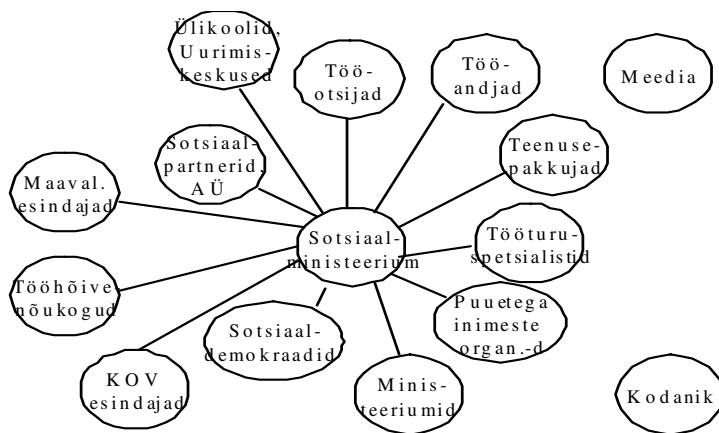 Ülikoolid,
Uurimis-
keskused
Töö-
otsijad
Töö-
andjad
Meedia
Sotsiaal-
partnerid,
AÜ
Teenuse-
pakkujad
Maaval.
esindajad
Sotsiaal-
ministeerium
Tööturu-
spetsialistid
Tööhõive
nõukogud
Sotsiaal-
demokraadid
Puuetega
inimeste
organ.-d
KOV
esindajad
Minis-
teeriumid
Kodanik